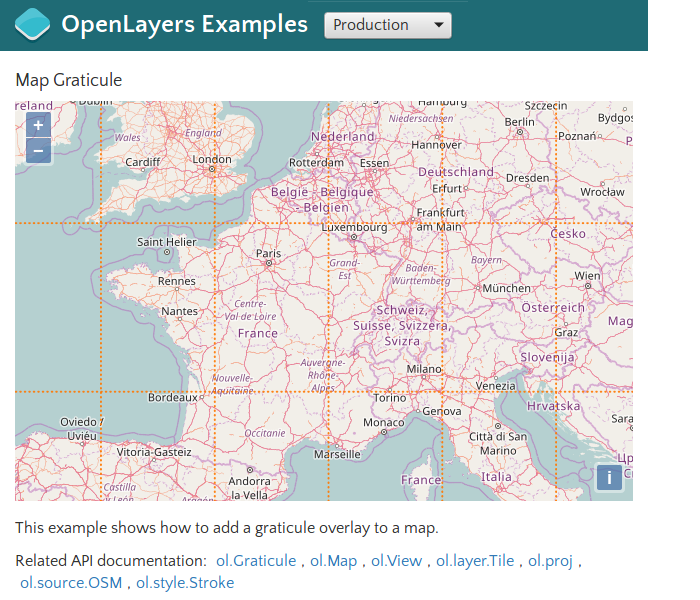 OpenLayers Examples
Production
Map Graticule
reland
Dublin
Hamburg
Szczecin
+
−
Wales
England
Niedersachsen
Berlin
Bydgos
Nederland
Poznań
Cardiff
London
Rotterdam
Essen
Hannover
Deutschland
Dresden
België - Belgique
- Belgien
Erfurt
Wrocław
Frankfurt
am Main
Luxembourg
Česko
Saint Helier
Paris
Grand-
Est
Baden-
Württemberg
Bayern
Wien
Rennes
München
Nantes
Centre-
Val de Loire
France
Schweiz,
Suisse, Svizzera,
Svizra
Österreich
Mag
Graz
Slovenija
Auvergne-
Rhône-
Alpes
Milano
Nouvelle-
Aquitaine
Venezia
Bordeaux
Torino
Genova
Hrvatska
Oviedo /
Uviéu
Monaco
Sara
Occitanie
Città di San
Marino
Vitoria-Gasteiz
Marseille
Andorra
la Vella
France
Italia
Castilla
y León
Aragón
i
This example shows how to add a graticule overlay to a map.
Related API documentation: ol.Graticule , ol.Map , ol.View , ol.layer.Tile , ol.proj ,
ol.source.OSM , ol.style.Stroke